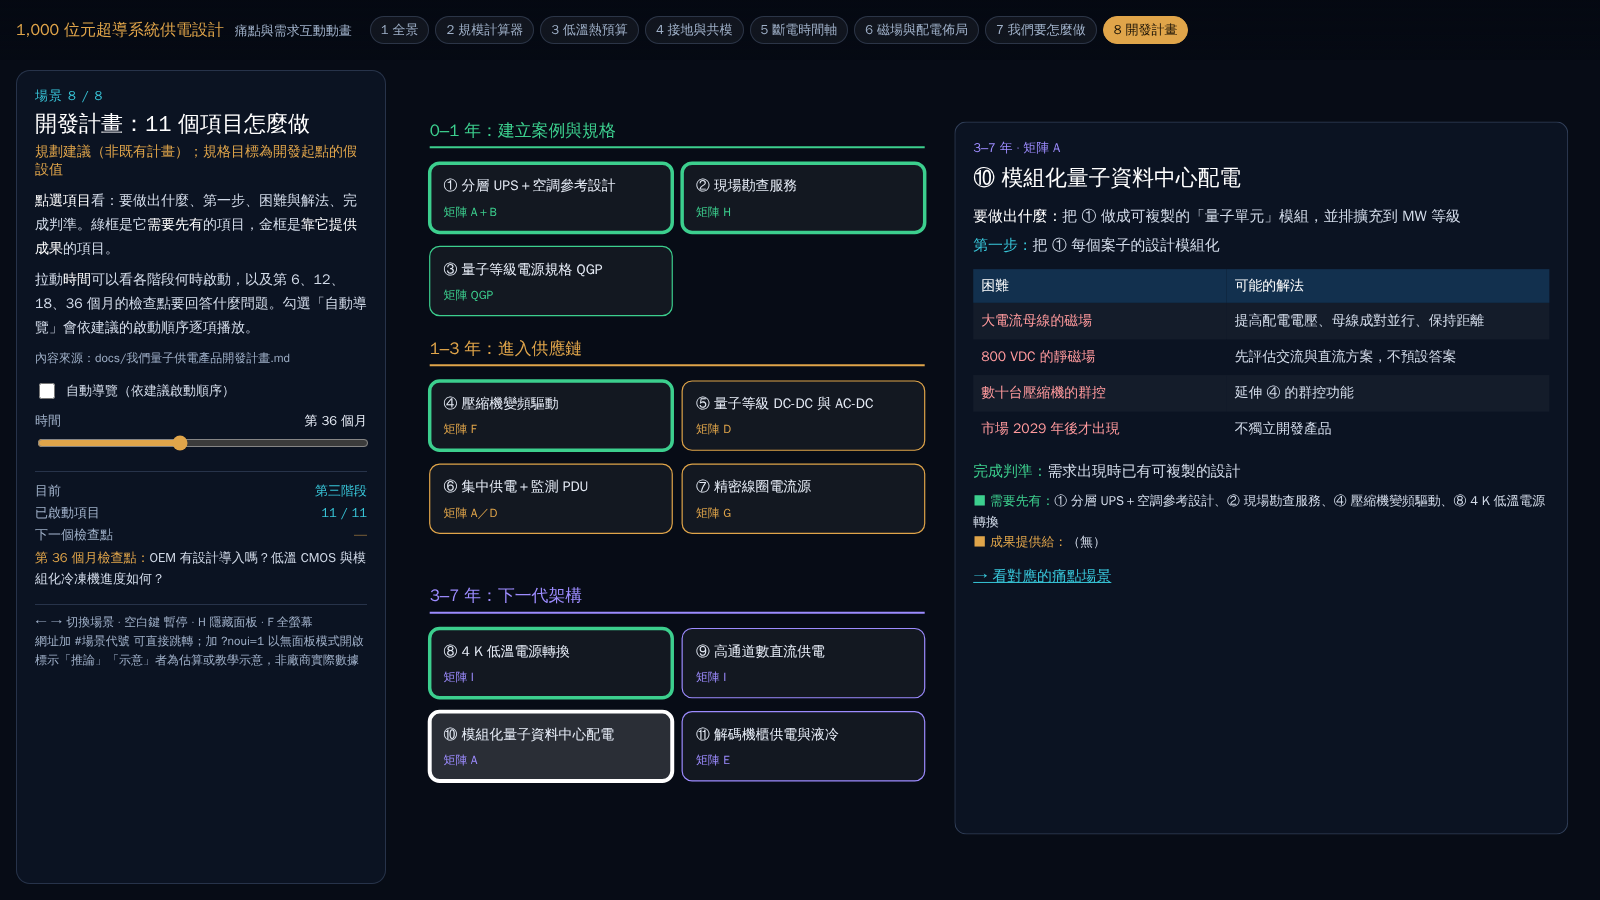 1,000 位元超導系統供電設計 痛點與需求互動動畫 1 全景 2 規模計算器 3 低溫熱預算 4 接地與共模 5 斷電時間軸 6 磁場與配電佈局 7 我們要怎麼做 8 開發計畫
場景 8 / 8
開發計畫：11 個項目怎麼做
規劃建議（非既有計畫）；規格目標為開發起點的假
設值
點選項目看：要做出什麼、第一步、困難與解法、完
成判準。綠框是它需要先有的項目，金框是靠它提供
成果的項目。
拉動時間可以看各階段何時啟動，以及第 6、12、
18、36 個月的檢查點要回答什麼問題。勾選「自動導
覽」會依建議的啟動順序逐項播放。
內容來源：docs/我們量子供電產品開發計畫.md
自動導覽（依建議啟動順序）
時間 第 36 個月
目前 第三階段
已啟動項目 11 / 11
下一個檢查點 —
第 36 個月檢查點：OEM 有設計導入嗎？低溫 CMOS 與模
組化冷凍機進度如何？
← → 切換場景 · 空白鍵 暫停 · H 隱藏面板 · F 全螢幕
網址加 #場景代號 可直接跳轉；加 ?noui=1 以無面板模式開啟
標示「推論」「示意」者為估算或教學示意，非廠商實際數據
0–1 年：建立案例與規格
① 分層 UPS＋空調參考設計
矩陣 A＋B
② 現場勘查服務
矩陣 H
③ 量子等級電源規格 QGP
矩陣 QGP
1–3 年：進入供應鏈
④ 壓縮機變頻驅動
矩陣 F
⑤ 量子等級 DC-DC 與 AC-DC
矩陣 D
⑥ 集中供電＋監測 PDU
矩陣 A／D
⑦ 精密線圈電流源
矩陣 G
3–7 年：下一代架構
⑧ 4 K 低溫電源轉換
矩陣 I
⑨ 高通道數直流供電
矩陣 I
⑩ 模組化量子資料中心配電
矩陣 A
⑪ 解碼機櫃供電與液冷
矩陣 E
3–7 年 · 矩陣 A
⑩ 模組化量子資料中心配電
要做出什麼：把 ① 做成可複製的「量子單元」模組，並排擴充到 MW 等級
第一步：把 ① 每個案子的設計模組化
困難 可能的解法
大電流母線的磁場 提高配電電壓、母線成對並行、保持距離
800 VDC 的靜磁場 先評估交流與直流方案，不預設答案
數十台壓縮機的群控 延伸 ④ 的群控功能
市場 2029 年後才出現 不獨立開發產品
完成判準：需求出現時已有可複製的設計
■ 需要先有：① 分層 UPS＋空調參考設計、② 現場勘查服務、④ 壓縮機變頻驅動、⑧ 4 K 低溫電源
轉換
■ 成果提供給：（無）
→ 看對應的痛點場景